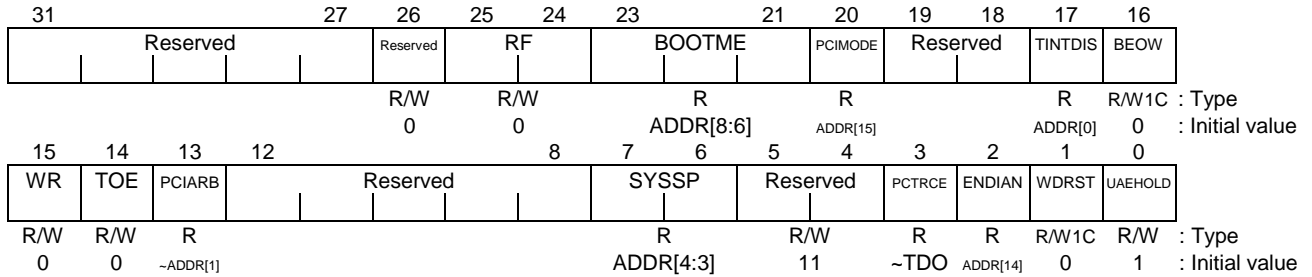 31 27 26 25 24 23 21 20 19 18 17 16
Reserved Reserved RF BOOTME PCIMODE Reserved TINTDIS BEOW
R/W R/W R R R R/W1C : Type
0 0 ADDR[8:6] ADDR[15] ADDR[0] 0 : Initial value
15 14 13 12 8 7 6 5 4 3 2 1 0
WR TOE PCIARB Reserved SYSSP Reserved PCTRCE ENDIAN WDRST UAEHOLD
R/W R/W R R R/W R R R/W1C R/W : Type
0 0 ~ADDR[1] ADDR[4:3] 11 ~TDO ADDR[14] 0 1 : Initial value